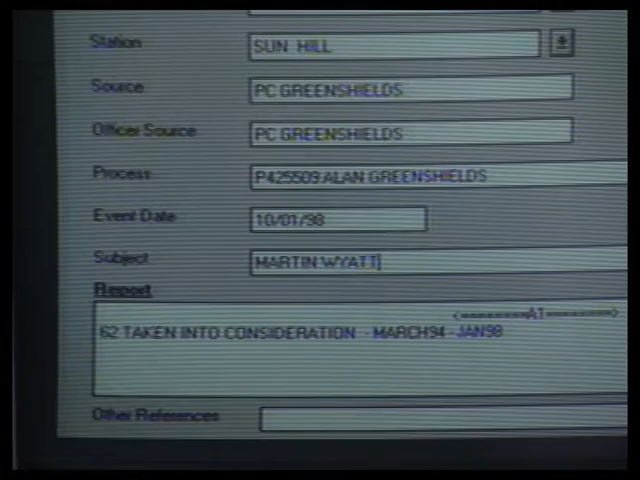 Station SUN HILL
Source PC GREENSHIELDS
Officer Source PC GREENSHIELDS
Process P425509 ALAN GREENSHIELDS
Event Date 10/01/98
Subject MARTIN WYATT
Report
<========A1========>
62 TAKEN INTO CONSIDERATION - MARCH94 - JAN98
Other References